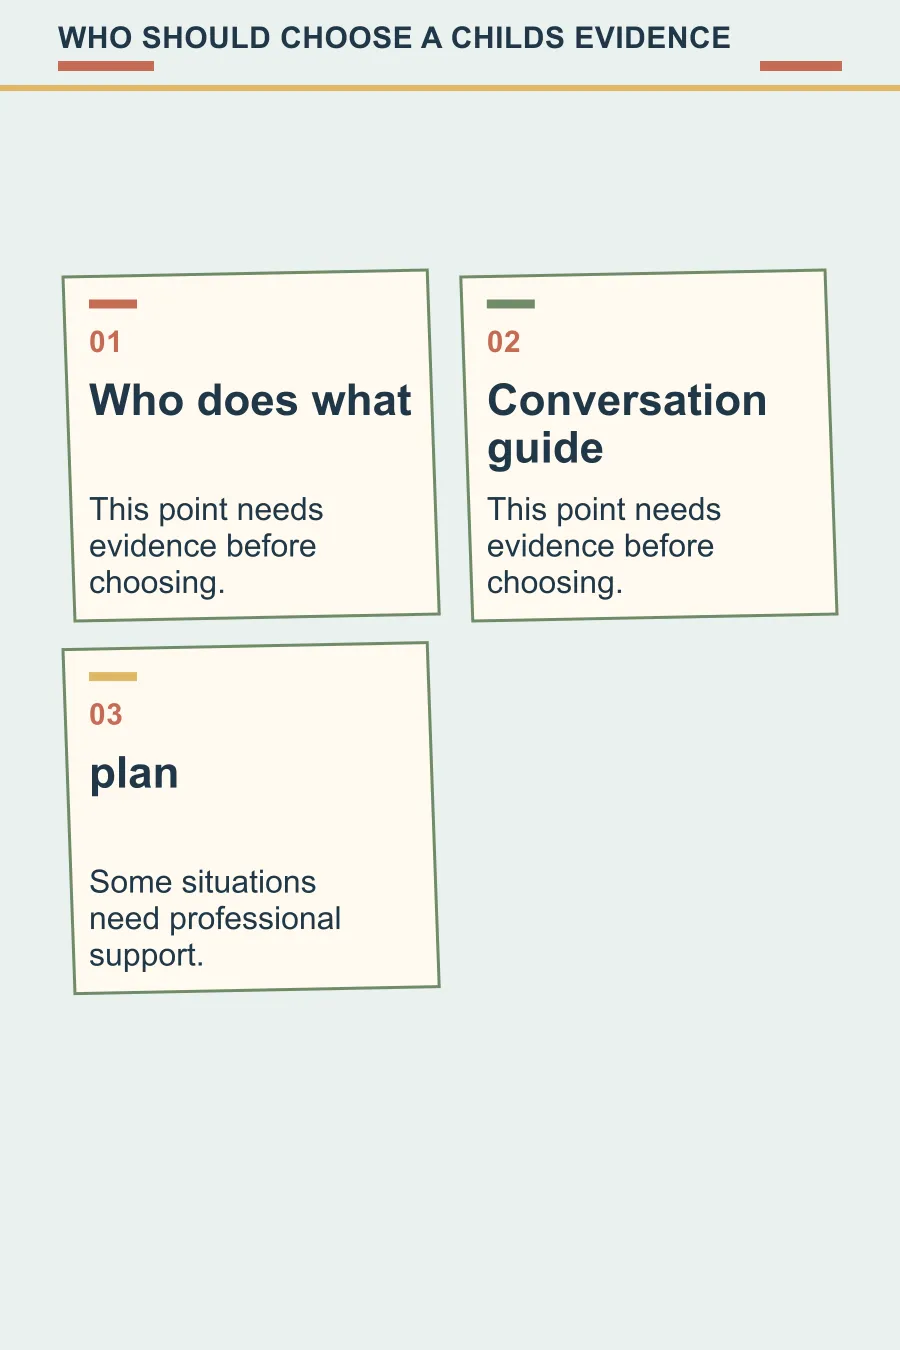 WHO SHOULD CHOOSE A CHILDS EVIDENCE
01
Who does what
This point needs
evidence before
choosing.
02
Conversation
guide
This point needs
evidence before
choosing.
03
plan
Some situations
need professional
support.